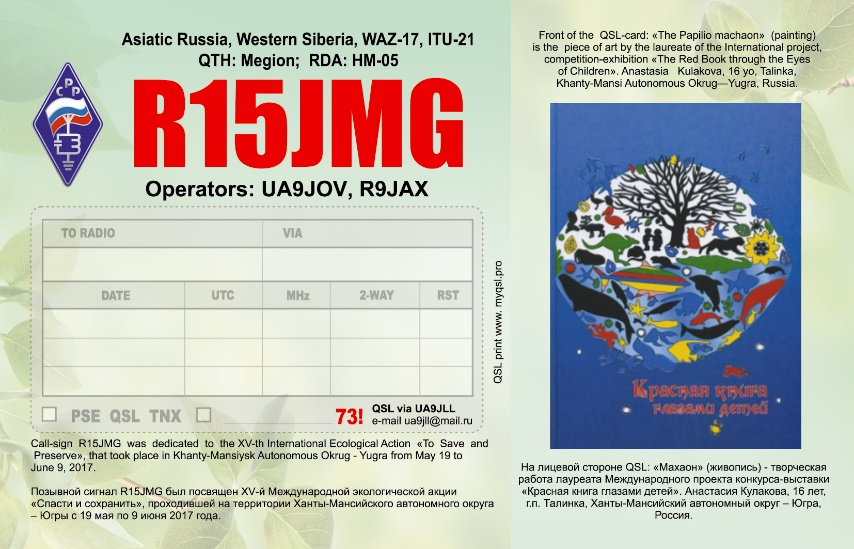 Asiatic Russia, Western Siberia, WAZ-17, ITU-21
QTH: Megion; RDA: HM-05
С Р Р
R15JMG
Operators: UA9JOV, R9JAX
TO RADIO VIA
DATE UTC MHz 2-WAY RST
PSE QSL TNX
73!
QSL via UA9JLL
e-mail ua9jll@mail.ru
QSL print www. myqsl.pro
Call-sign R15JMG was dedicated to the XV-th International Ecological Action «To Save and
Preserve», that took place in Khanty-Mansiysk Autonomous Okrug - Yugra from May 19 to
June 9, 2017.
Позывной сигнал R15JMG был посвящен XV-й Международной экологической акции
«Спасти и сохранить», проходившей на территории Ханты-Мансийского автономного округа
– Югры с 19 мая по 9 июня 2017 года.
Front of the QSL-card: «The Papilio machaon» (painting)
is the piece of art by the laureate of the International project,
competition-exhibition «The Red Book through the Eyes
of Children». Anastasia Kulakova, 16 yo, Talinka,
Khanty-Mansi Autonomous Okrug—Yugra, Russia.
Красная книга
глазами детей
На лицевой стороне QSL: «Махаон» (живопись) - творческая
работа лауреата Международного проекта конкурса-выставки
«Красная книга глазами детей». Анастасия Кулакова, 16 лет,
г.п. Талинка, Ханты-Мансийский автономный округ – Югра,
Россия.